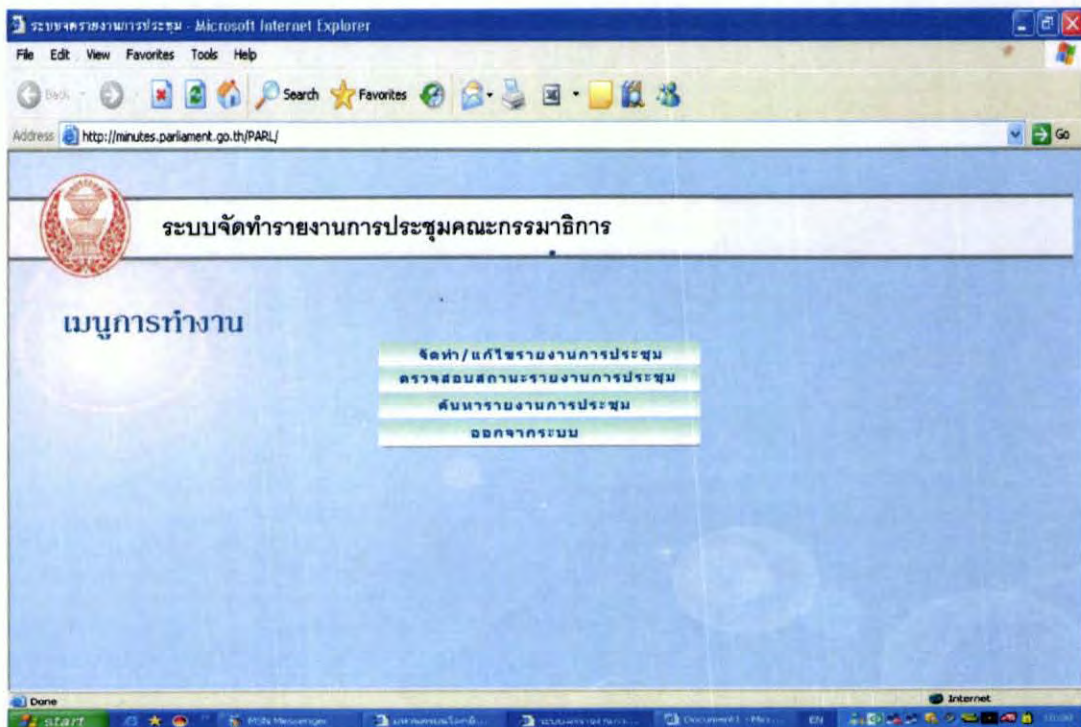 ระบบจดรายงานการประชุม - Microsoft Internet Explorer
File Edit View Favorites Tools Help
Back Search Favorites
Address http://minutes.parliament.go.th/PARL/ Go
ระบบจัดทำรายงานการประชุมคณะกรรมาธิการ
เมนูการทำงาน
จัดทำ/แก้ไขรายงานการประชุม
ตรวจสอบสถานะรายงานการประชุม
ค้นหารายงานการประชุม
ออกจากระบบ
Done Internet
start MSN Messenger Document1 - Micr... EN